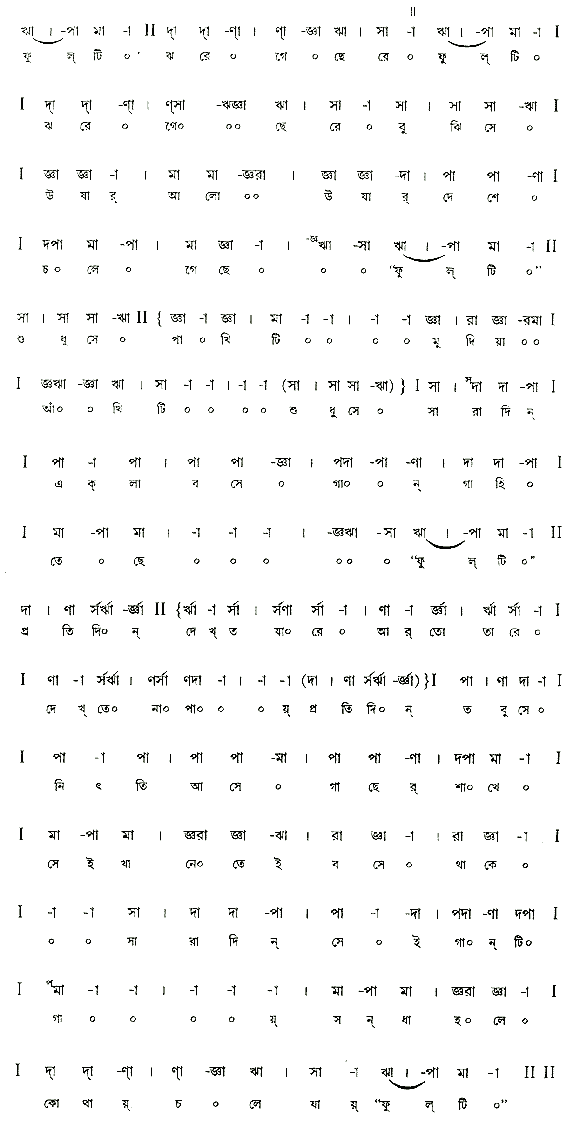 ॥
ঋা । -পা মা -া II দা্ দা্ -ণা্ । ণা্ -জ্ঞা ঋা । সা -া ঋা । -পা মা -া I
ফু ল্ টি ০ ঝ রে ০ গে ০ ছে রে ০ ফু ল্ টি ০
I দা্ দা্ -ণা্ । ণ্‌সা -ঋজ্ঞা ঋা । সা -া সা । সা সা -ঋা I
ঝ রে ০ গে০ ০০ ছে রে ০ বু ঝি সে ০
I জ্ঞা জ্ঞা -া । মা মা -জ্ঞরা । জ্ঞা জ্ঞা -দা । পা পা -ণা I
উ ষার্ আ লো ০০ উ ষার্ দে শে ০
I দপা মা -পা । মা জ্ঞা -া । -জ্ঞঋা -সা ঋা । -পা মা -া II
চ০ লে ০ গে ছে ০ ০ ০ “ফু ল্ টি ০”
সা । সা সা -ঋা II { জ্ঞা -া জ্ঞা । মা -া -া । -া -া জ্ঞা । রা জ্ঞা -রমা I
শু ধু সে ০ পা ০ খি টি ০ ০ ০ ০ মু দি য়া ০০
I জ্ঞঋা -জ্ঞা ঋা । সা -া -া । -া -া (সা । সা সা -ঋা) } I সা । সদা দা -পা I
আঁ০ ০ খি টি ০ ০ ০ ০ শু ধু সে ০ সা রা দি ন্
I পা -া পা । পা পা -জ্ঞা । পদা -পা -ণা । দা দা -পা I
এ ক্ লা ব সে ০ গা০ ০ ন্ গা হি ০
I মা -পা মা । -া -া -া । -জ্ঞঋা -সা ঋা । -পা মা -া II
তে ০ ছে ০ ০ ০ ০০ ০ “ফু ল্ টি ০”
দা । ণা র্সর্ঋা -র্জ্ঞা II {র্ঋা -া র্সা । র্সণা র্সা -া । ণা -া র্জ্ঞা । র্ঋা র্সা -া I
প্র তি দি০ ন্ দে খ্ ত যা০ রে ০ আ র্ তো তা রে ০
I ণা -া র্সর্ঋা । ণর্সা ণদা -া । -া -া (দা । ণা র্সর্ঋা -র্জ্ঞা)}I পা । ণা দা -া I
দে খ্ তে০ না০ পা০ ০ ০ য়্ প্র তি দি০ ন্ ত বু সে ০
I পা -া পা । পা পা -মা । পা পা -ণা । দপা মা -া I
নি ৎ তি আ সে ০ গা ছে র্ শা০ খে ০
I মা -পা মা । জ্ঞরা জ্ঞা -ঋা । রা জ্ঞা -া । রা জ্ঞা -া I
সে ই খা নে০ তে ই ব সে ০ থা কে ০
I -া -া সা । দা দা -পা । পা -া -দা । পদা -ণা দপা I
০ ০ সা রা দি ন্ সে ০ ই গা০ ন্ টি০
I পমা -া -া । -া -া -া । মা -পা মা । জ্ঞরা জ্ঞা -া I
গা ০ ০ ০ ০ য়্ স ন্ ধা হ০ লে ০
I দা্ দা্ -ণা্ । ণা্ -জ্ঞা ঋা । সা -া ঋা । -পা মা -া II II
কো থা য়্ চ ০ লে যা য়্ “ফু ল্ টি ০”